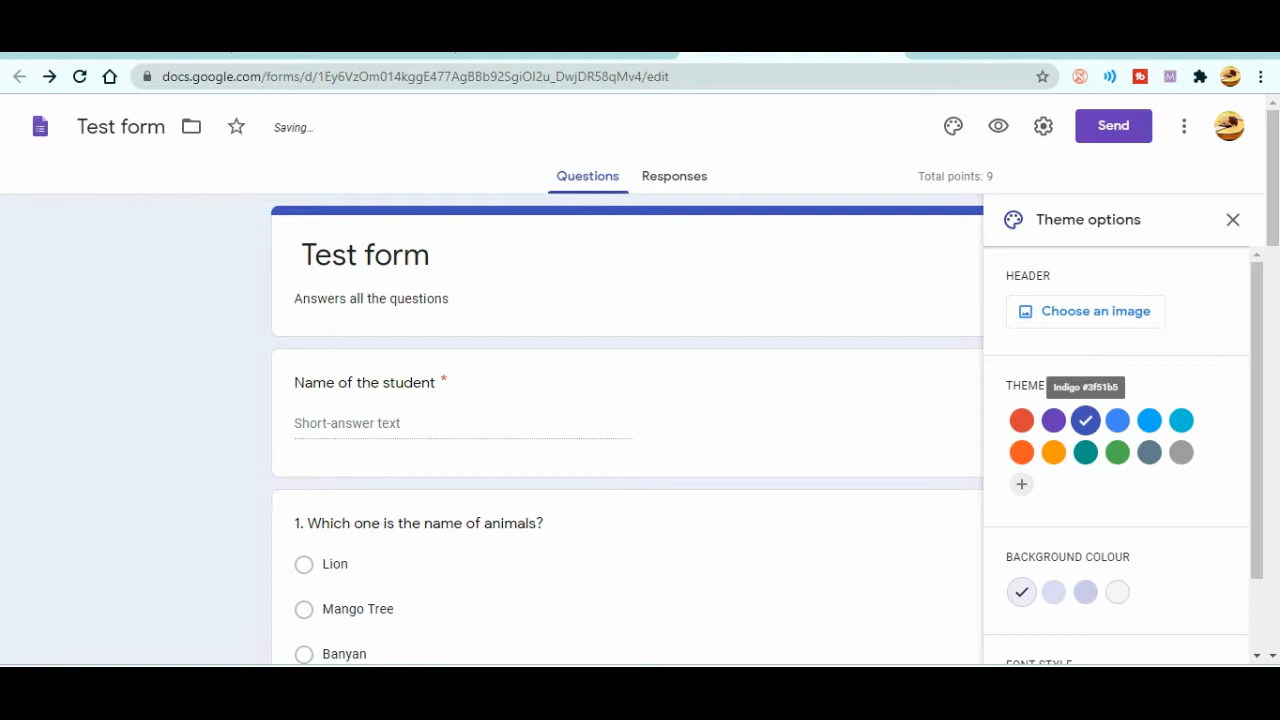 docs.google.com/forms/d/1Ey6VzOm014kggE477AgBBb92SgiOI2u_DwjDR58qMv4/edit
Test form
Saving...
Send
Questions
Responses
Total points: 9
Theme options
Test form
Answers all the questions
HEADER
Choose an image
Name of the student *
Short-answer text
THEME
Indigo #3f51b5
1. Which one is the name of animals?
Lion
Mango Tree
Banyan
BACKGROUND COLOUR
FONT STYLE